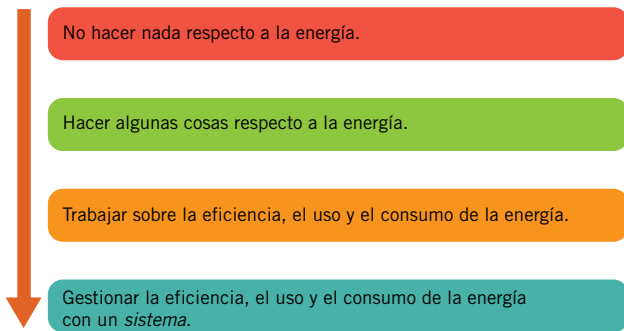 No hacer nada respecto a la energía.
Hacer algunas cosas respecto a la energía.
Trabajar sobre la eficiencia, el uso y el consumo de la energía.
Gestionar la eficiencia, el uso y el consumo de la energía
con un sistema.